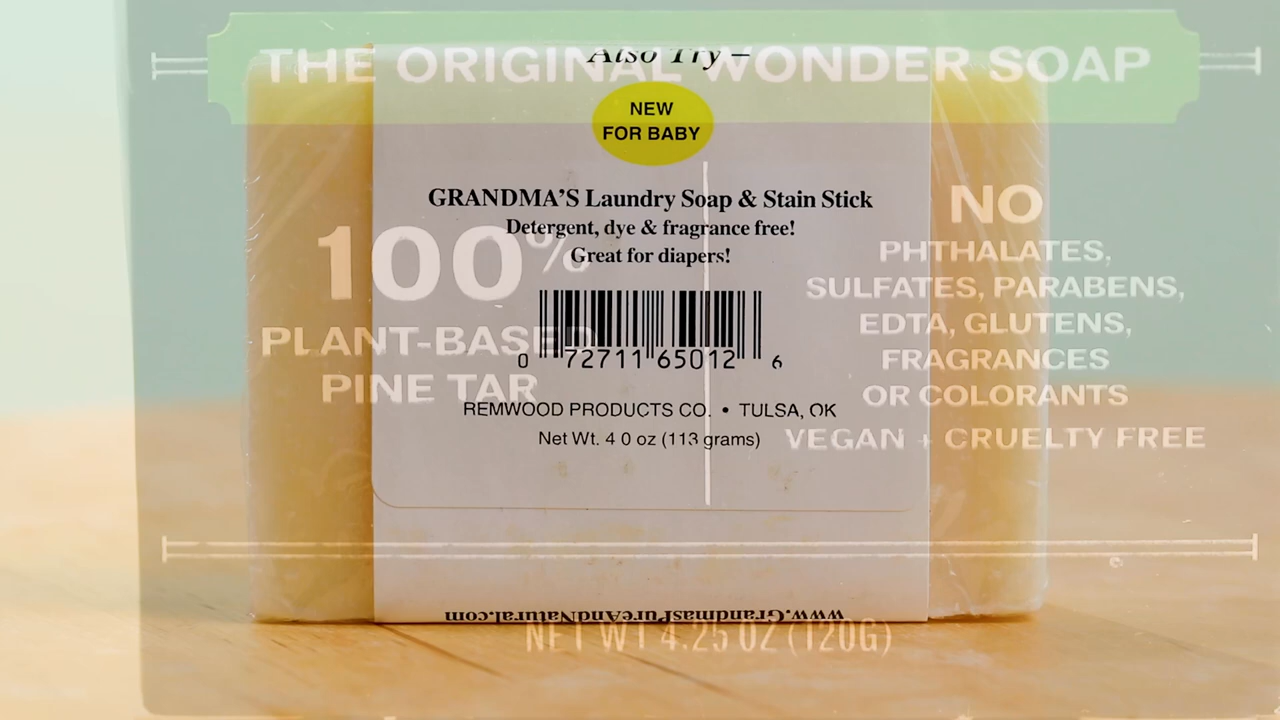 THE ORIGINAL WONDER SOAP
Also Try –
NEW
FOR BABY
GRANDMA'S Laundry Soap & Stain Stick
Detergent, dye & fragrance free!
Great for diapers!
0 72711 65012 6
REMWOOD PRODUCTS CO. • TULSA, OK
Net Wt. 4 0 oz (113 grams)
www.GrandmasPureAndNatural.com
100%
PLANT-BASED
PINE TAR
NO
PHTHALATES,
SULFATES, PARABENS,
EDTA, GLUTENS,
FRAGRANCES
OR COLORANTS
VEGAN + CRUELTY FREE
NET WT 4.25 OZ (120G)